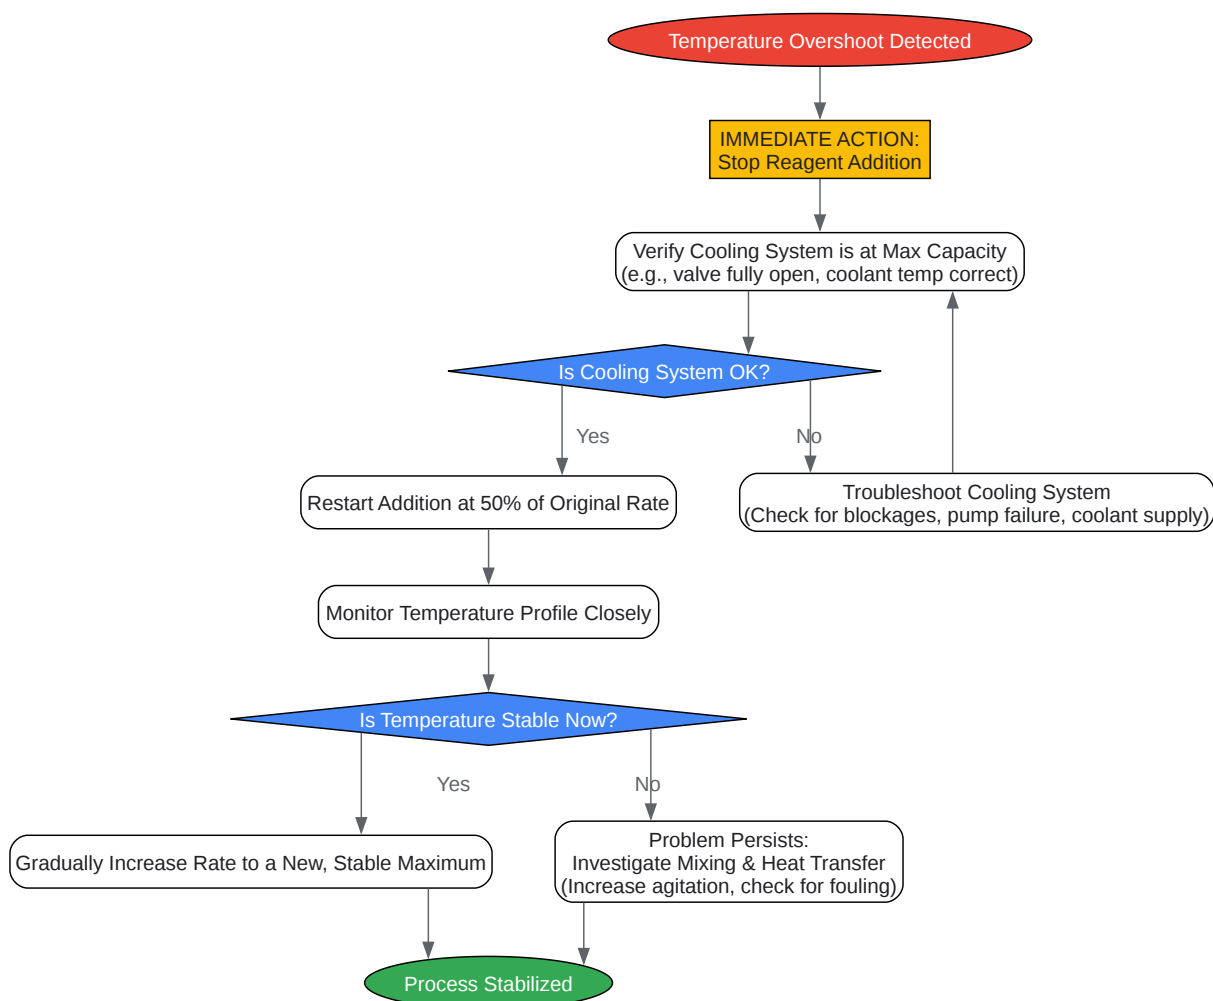 Temperature Overshoot Detected
IMMEDIATE ACTION:
Stop Reagent Addition
Verify Cooling System is at Max Capacity
(e.g., valve fully open, coolant temp correct)
Is Cooling System OK?
Yes
No
Restart Addition at 50% of Original Rate
Troubleshoot Cooling System
(Check for blockages, pump failure, coolant supply)
Monitor Temperature Profile Closely
Is Temperature Stable Now?
Yes
No
Gradually Increase Rate to a New, Stable Maximum
Problem Persists:
Investigate Mixing & Heat Transfer
(Increase agitation, check for fouling)
Process Stabilized